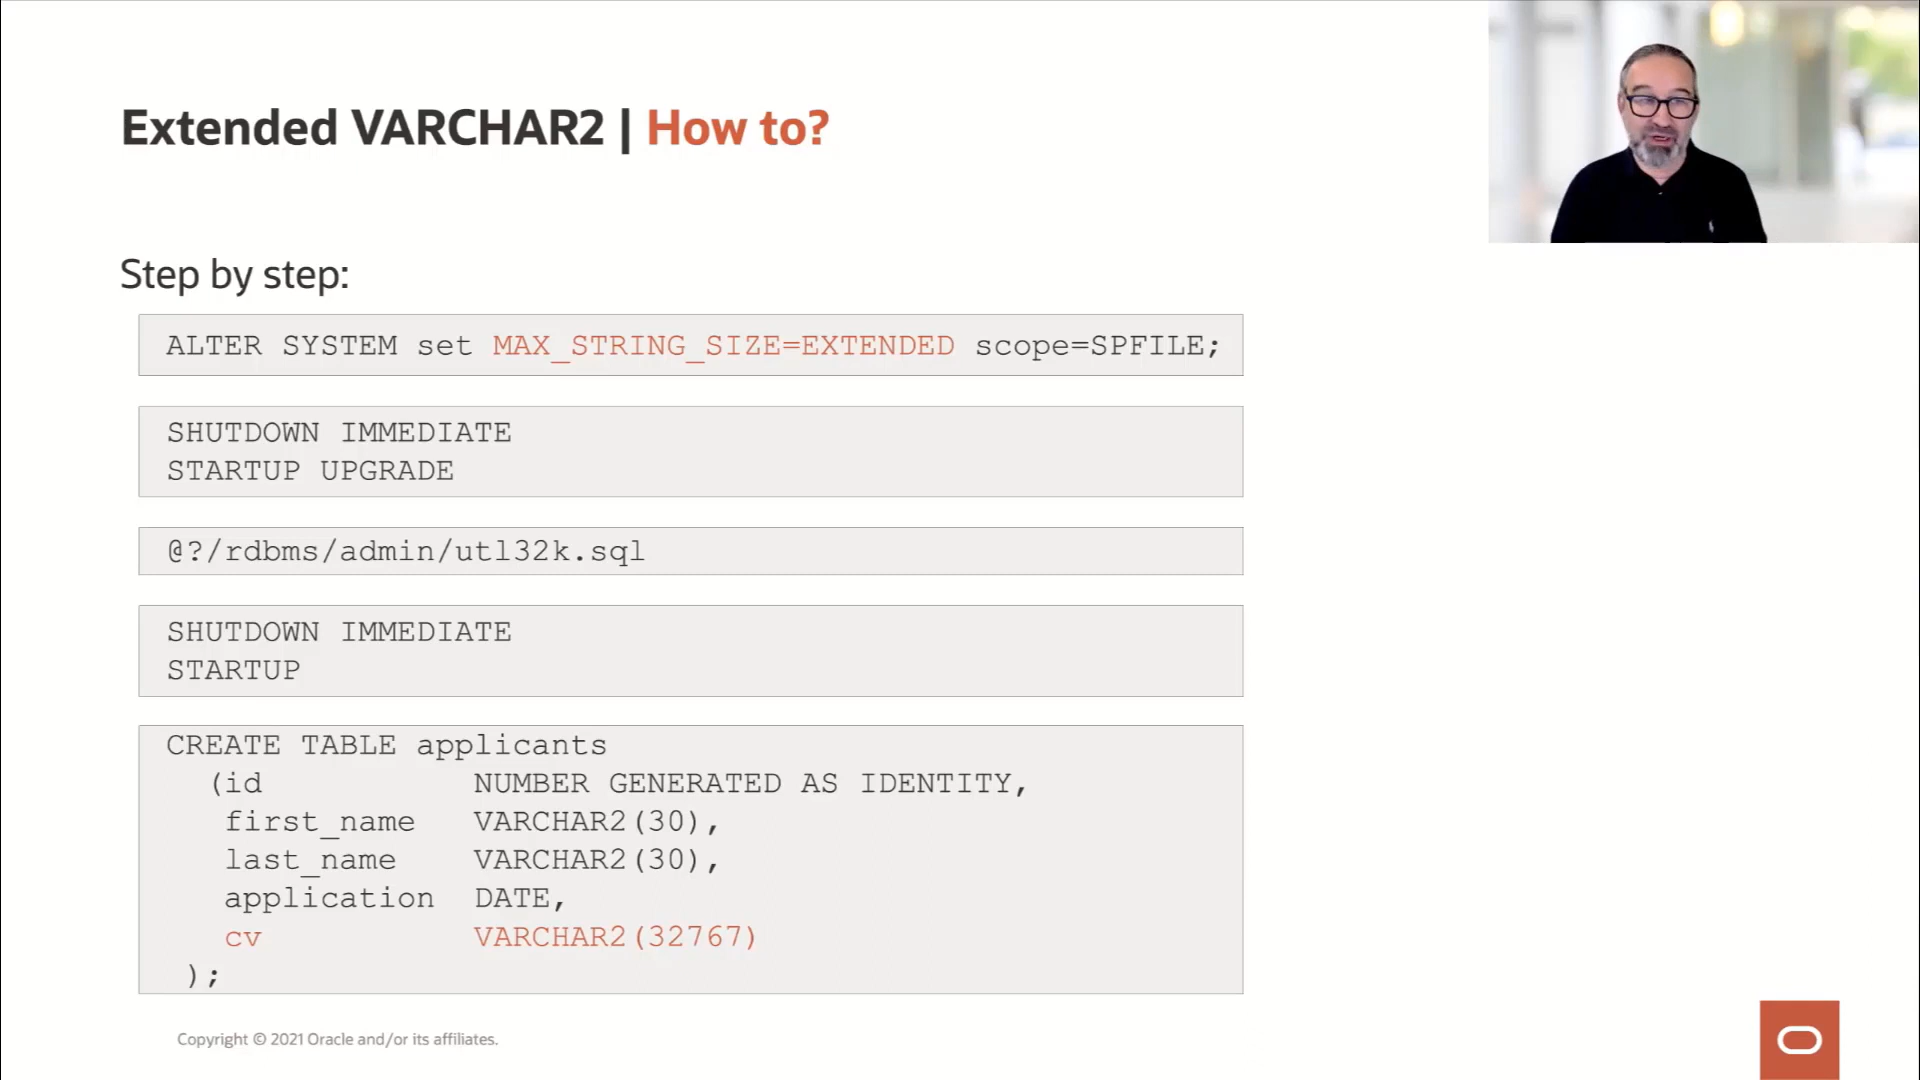 Extended VARCHAR2 | How to?
Step by step:
ALTER SYSTEM set MAX_STRING_SIZE=EXTENDED scope=SPFILE;
SHUTDOWN IMMEDIATE
STARTUP UPGRADE
@?/rdbms/admin/utl32k.sql
SHUTDOWN IMMEDIATE
STARTUP
CREATE TABLE applicants
(id NUMBER GENERATED AS IDENTITY,
first_name VARCHAR2(30),
last_name VARCHAR2(30),
application DATE,
cv VARCHAR2(32767)
);
Copyright © 2021 Oracle and/or its affiliates.